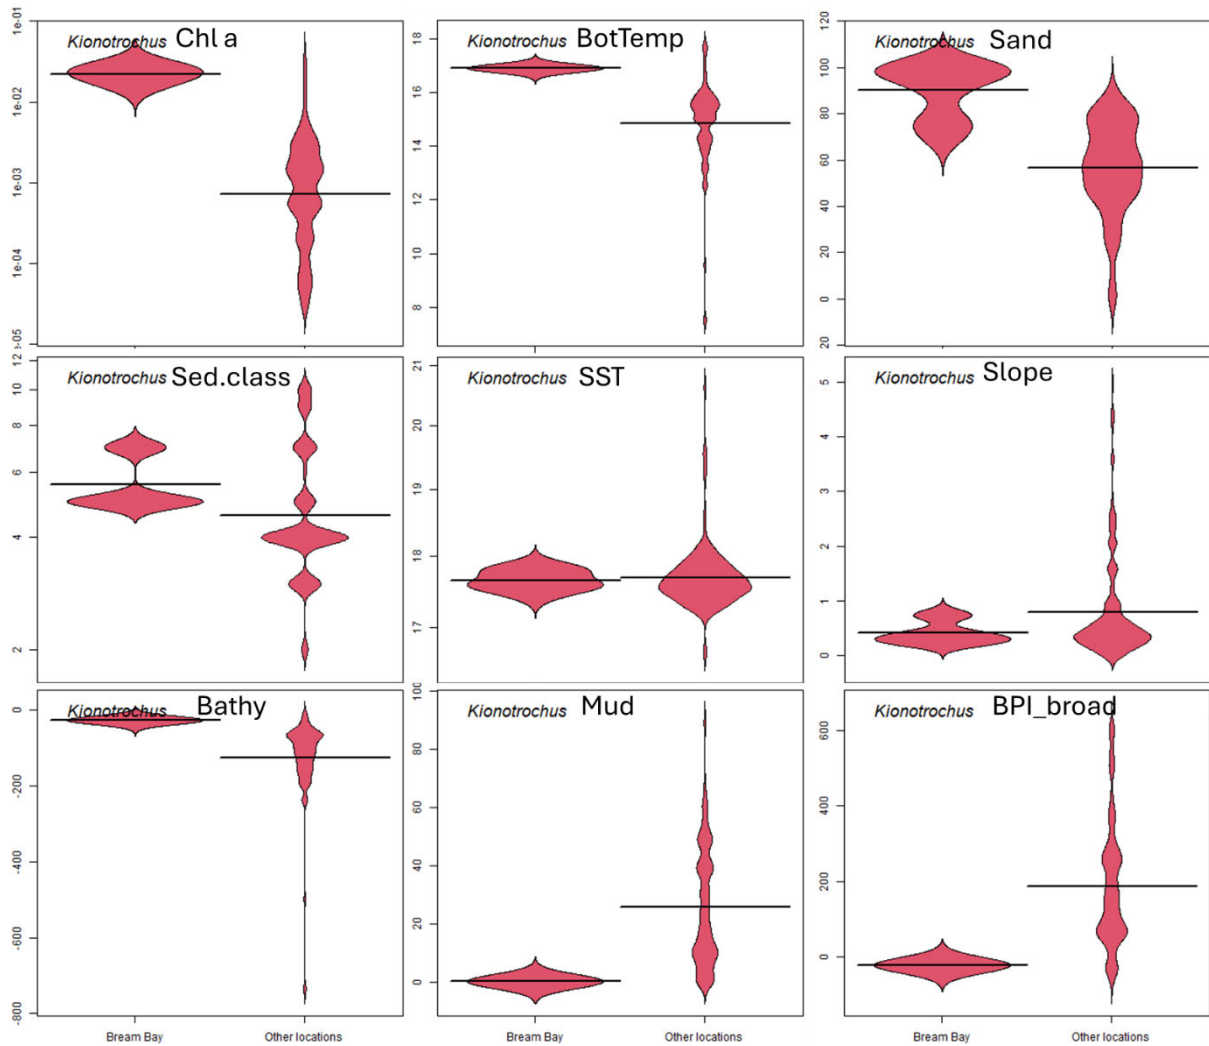 Kionotrochus Chl a
1e-01
1e-02
1e-03
1e-04
1e-05
Kionotrochus BotTemp
18
16
14
12
10
8
Kionotrochus Sand
120
100
80
60
40
20
0
20
Kionotrochus Sed.class
12
10
8
6
4
2
Kionotrochus SST
21
20
19
18
17
Kionotrochus Slope
5
4
3
2
1
0
Kionotrochus Bathy
0
-200
-400
-600
-800
Bream Bay Other locations
Kionotrochus Mud
100
80
60
40
20
0
Bream Bay Other locations
Kionotrochus BPI_broad
600
400
200
0
Bream Bay Other locations